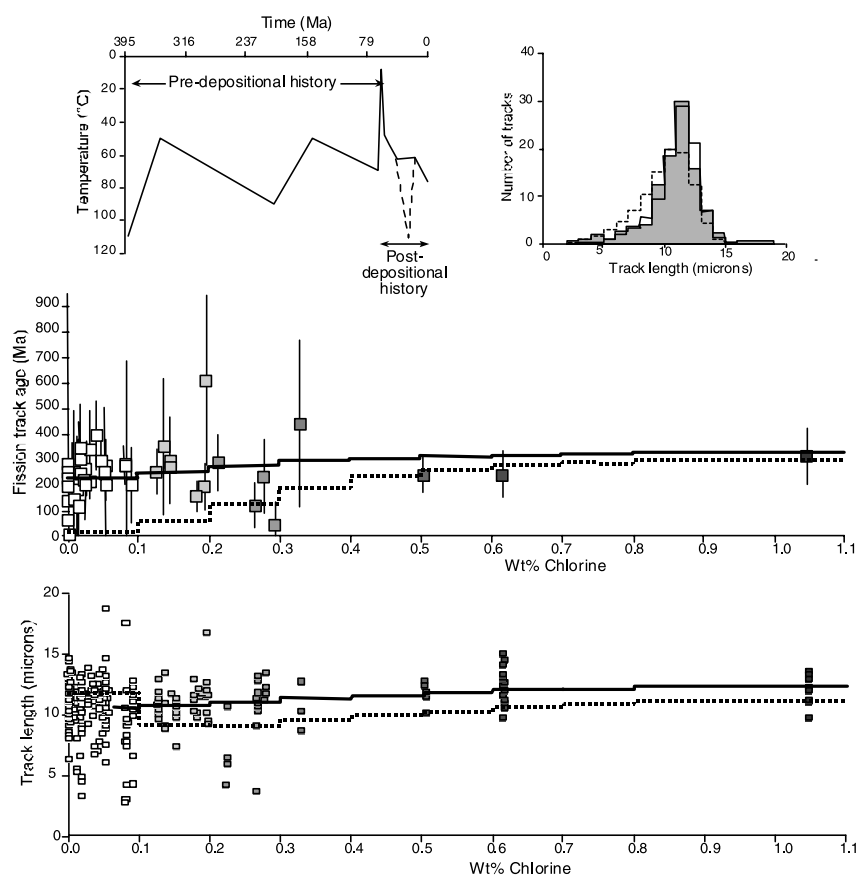 Time (Ma)
395 316 237 158 79 0
0
20
40
60
80
100
120
Temperature (°C)
Pre-depositional history
Post-
depositional
history
40
30
20
10
0
Number of tracks
5 10 15 20
Track length (microns)
900
800
700
600
500
400
300
200
100
0
Fission track age (Ma)
0.0 0.1 0.2 0.3 0.4 0.5 0.6 0.7 0.8 0.9 1.0 1.1
Wt% Chlorine
20
15
10
5
0
Track length (microns)
0.0 0.1 0.2 0.3 0.4 0.5 0.6 0.7 0.8 0.9 1.0 1.1
Wt% Chlorine